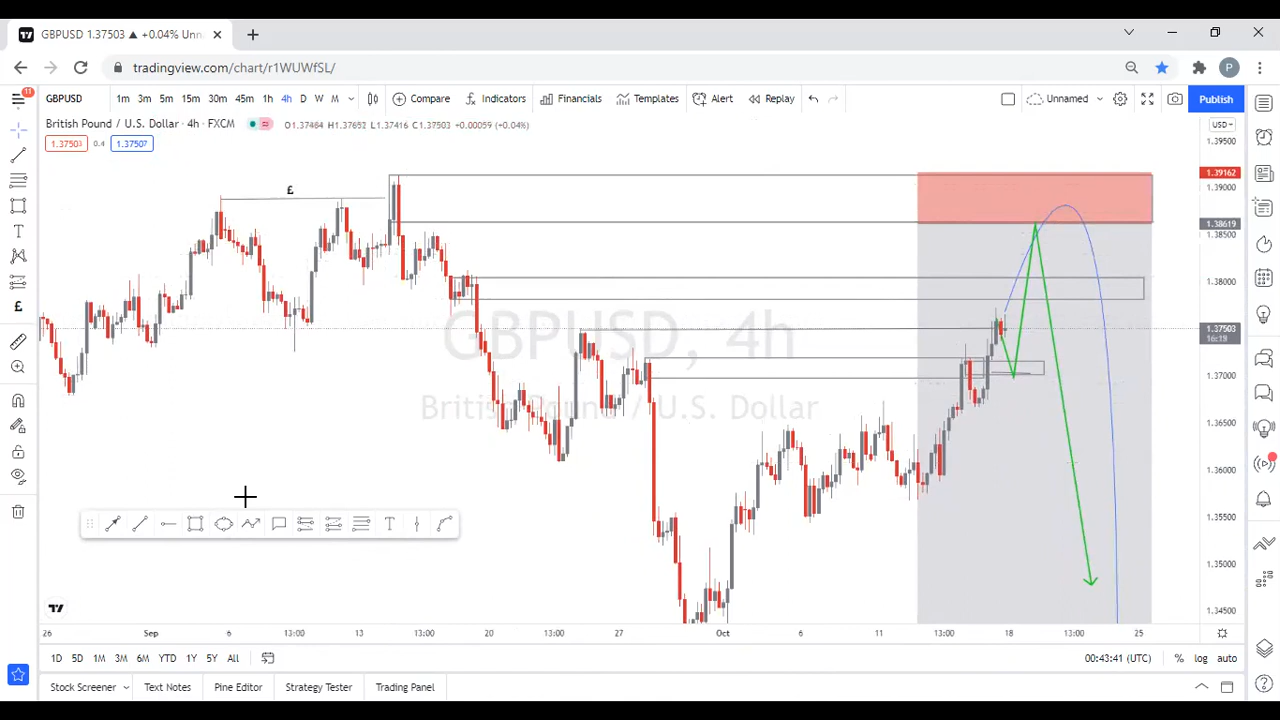 GBPUSD 1.37503 ▲ +0.04% Unn
tradingview.com/chart/r1WUWfSL/
11
GBPUSD 1m 3m 5m 15m 30m 45m 1h 4h D W M Compare Indicators Financials Templates Alert Replay Unnamed Publish
P
British Pound / U.S. Dollar · 4h · FXCM O1.37484 H1.37652 L1.37416 C1.37503 +0.00059 (+0.04%)
USD
1.37503 0.4 1.37507
1.39500
1.39162
1.39000
1.38619
1.38500
1.38000
1.37503
16:19
1.37000
1.36500
1.36000
1.35500
1.35000
1.34500
£
£
GBPUSD, 4h
British Pound / U.S. Dollar
T
T
26 Sep 6 13:00 13 13:00 20 13:00 27 Oct 6 11 13:00 18 13:00 25
1D 5D 1M 3M 6M YTD 1Y 5Y All 00:43:41 (UTC) % log auto
Stock Screener Text Notes Pine Editor Strategy Tester Trading Panel